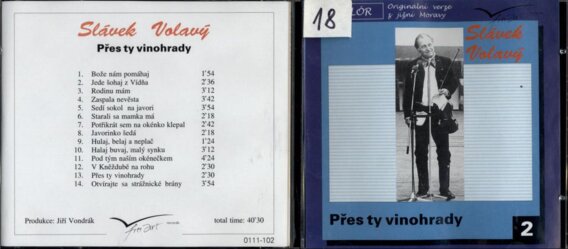 Slávek Volavý
Přes ty vinohrady
1. Bože nám pomáhaj 1'54
2. Jede šohaj z Vídňa 2'36
3. Rodinu mám 3'12
4. Zaspala nevěsta 3'42
5. Sedí sokol na javori 3'54
6. Starali sa mamka má 2'18
7. Potřikrát sem na okénko klepal 2'42
8. Javorinko šedá 2'18
9. Hulaj, belaj a neplač 1'24
10. Halaj buvaj, malý synku 3'12
11. Pod tým naším okénečkem 4'24
12. V Kněždubě na rohu 2'30
13. Přes ty vinohrady 2'30
14. Otvírajte sa strážnické brány 3'54
Produkce: Jiří Vondrák
records
total time: 40'30
0111-102
18
LÓR
Originální verze
z jižní Moravy
Slávek
Volavý
Přes ty vinohrady
2